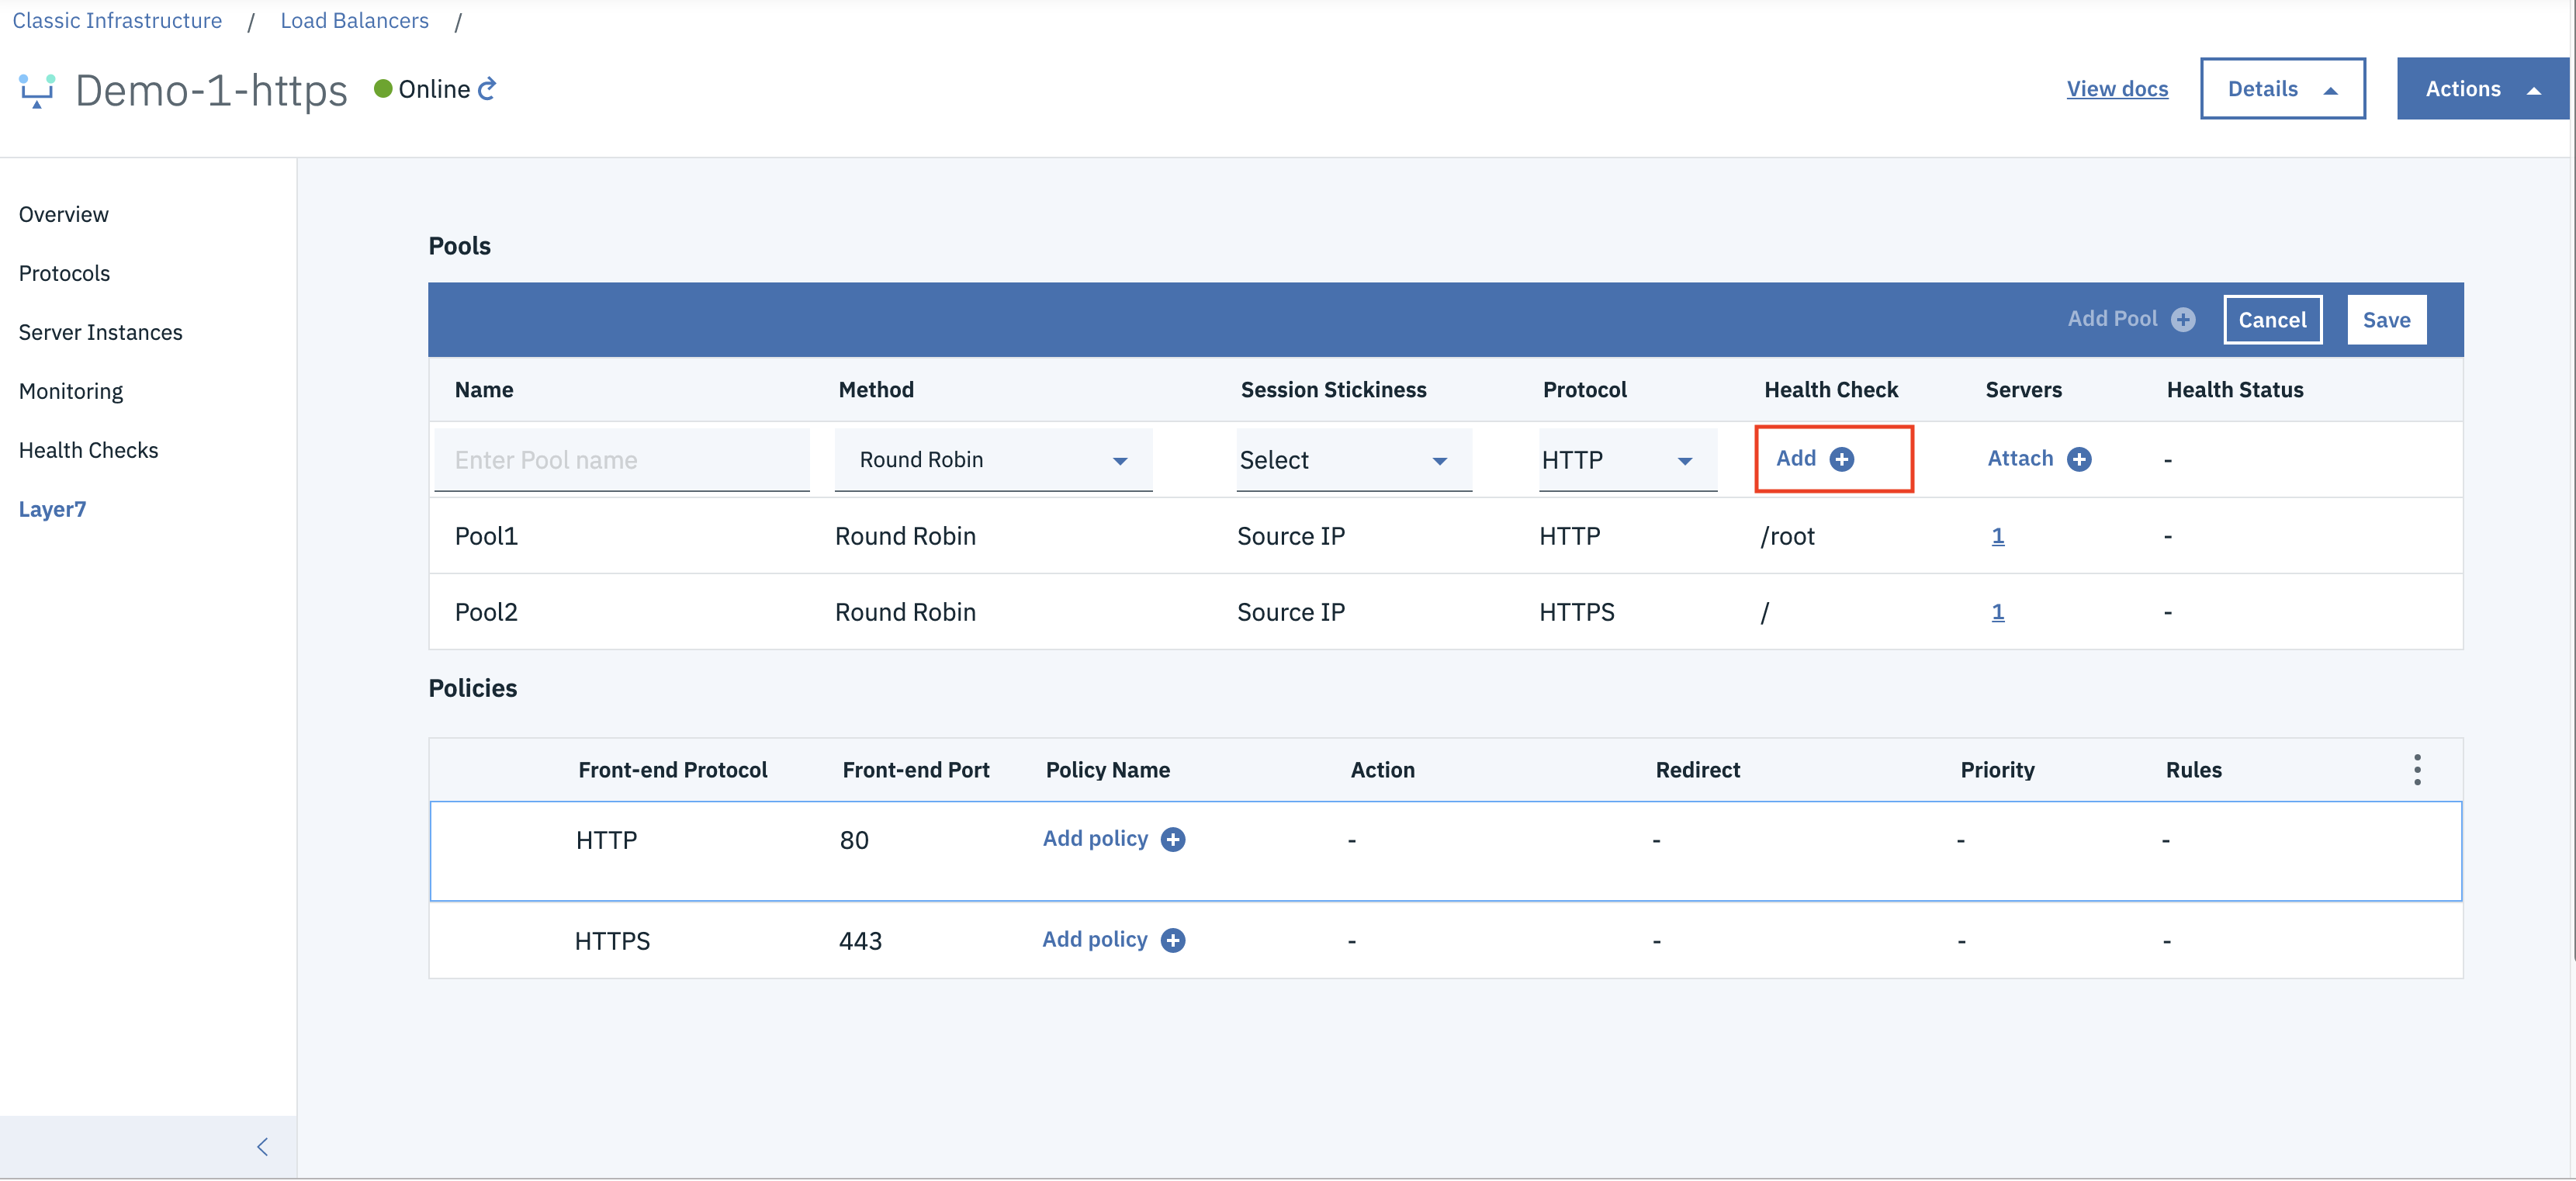 Classic Infrastructure / Load Balancers /
Demo-1-https Online
View docs Details Actions
Overview
Protocols
Server Instances
Monitoring
Health Checks
Layer7
Pools
Add Pool Cancel Save
Name Method Session Stickiness Protocol Health Check Servers Health Status
Enter Pool name Round Robin Select HTTP Add Attach -
Pool1 Round Robin Source IP HTTP /root 1 -
Pool2 Round Robin Source IP HTTPS / 1 -
Policies
Front-end Protocol Front-end Port Policy Name Action Redirect Priority Rules
HTTP 80 Add policy - - - -
HTTPS 443 Add policy - - - -